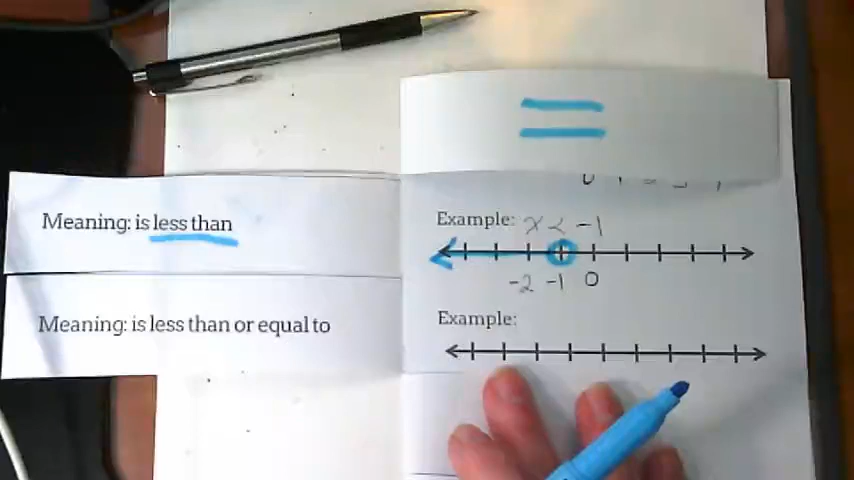 =
Meaning: is less than
Example: x < -1
-2 -1 0
Meaning: is less than or equal to
Example: